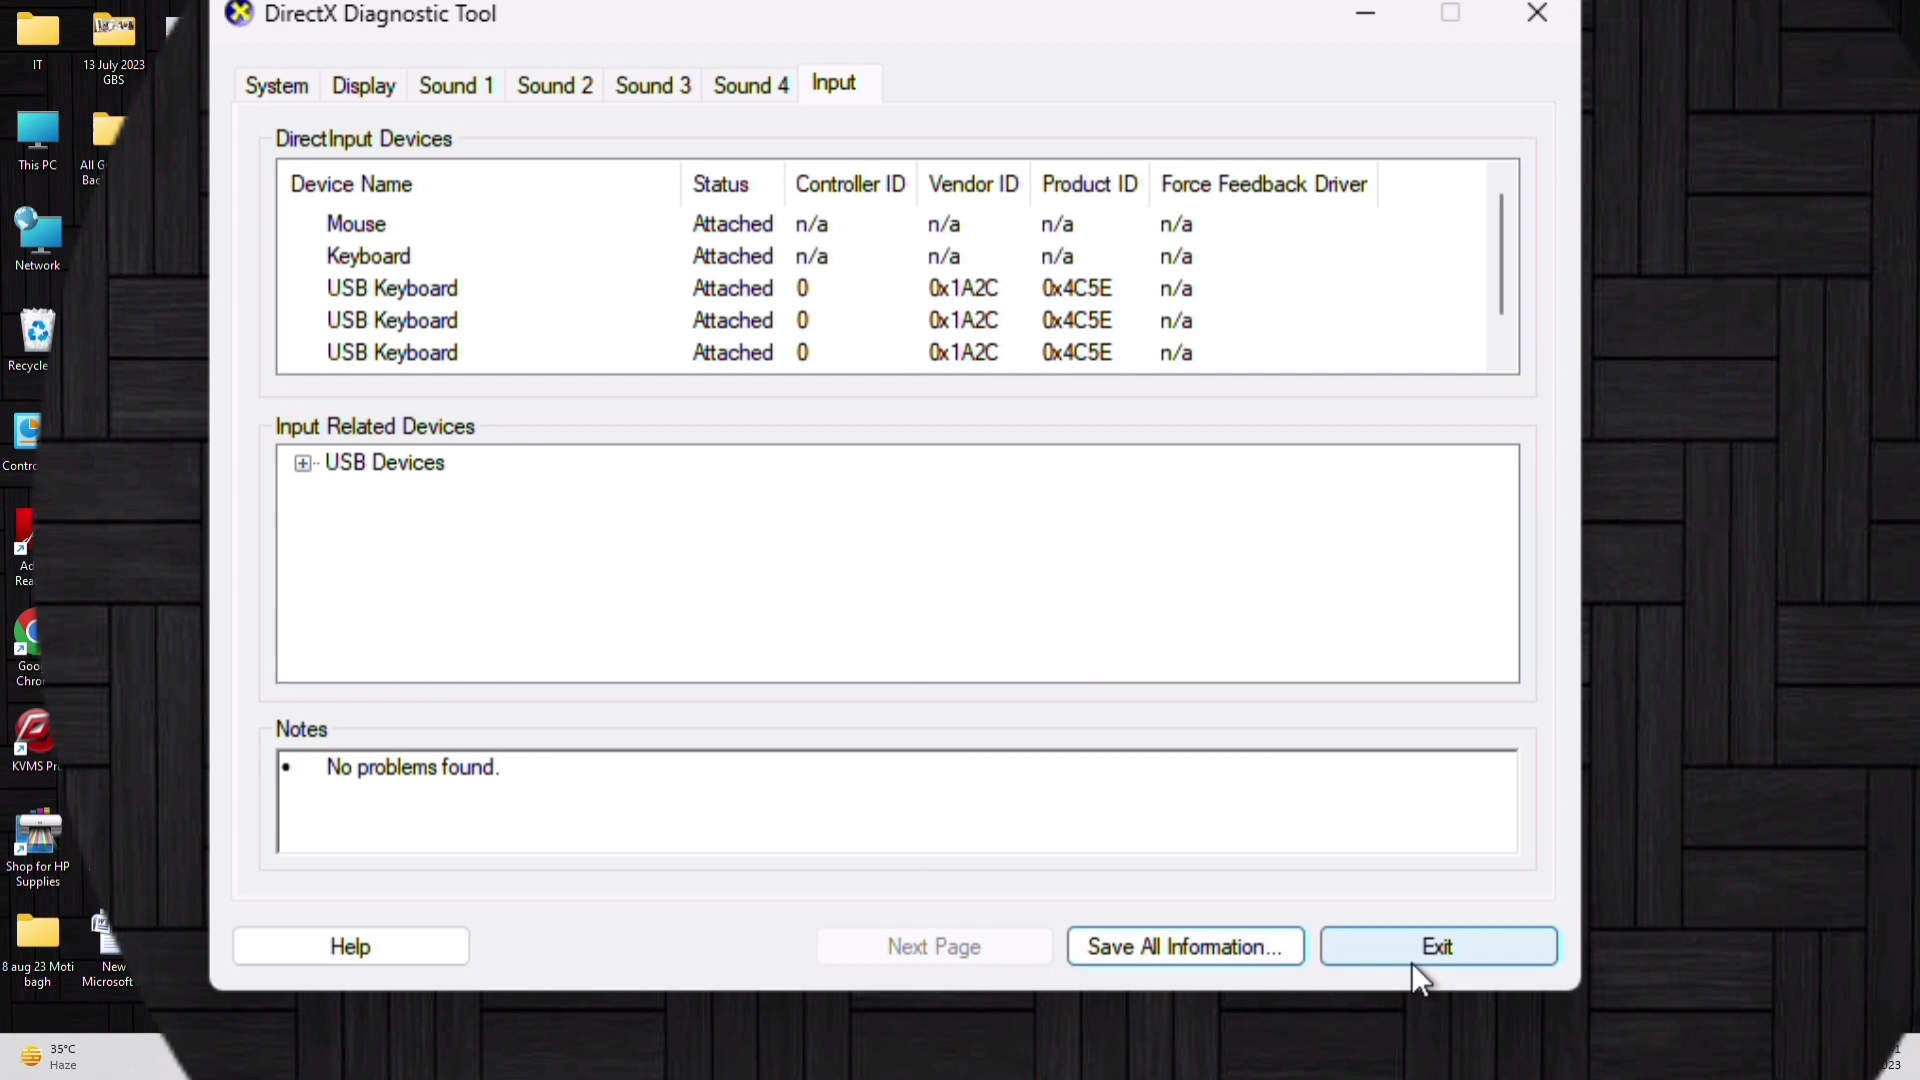 DirectX Diagnostic Tool
System Display Sound 1 Sound 2 Sound 3 Sound 4 Input
DirectInput Devices
Device Name Status Controller ID Vendor ID Product ID Force Feedback Driver
Mouse Attached n/a n/a n/a n/a
Keyboard Attached n/a n/a n/a n/a
USB Keyboard Attached 0 0x1A2C 0x4C5E n/a
USB Keyboard Attached 0 0x1A2C 0x4C5E n/a
USB Keyboard Attached 0 0x1A2C 0x4C5E n/a
Input Related Devices
USB Devices
Notes
• No problems found.
Help Next Page Save All Information... Exit
IT
13 July 2023
GBS
This PC
All
Network
Recycle
KVMS
Shop for HP
Supplies
8 aug 23 Moti
bagh
New
Microsoft
35°C
Haze